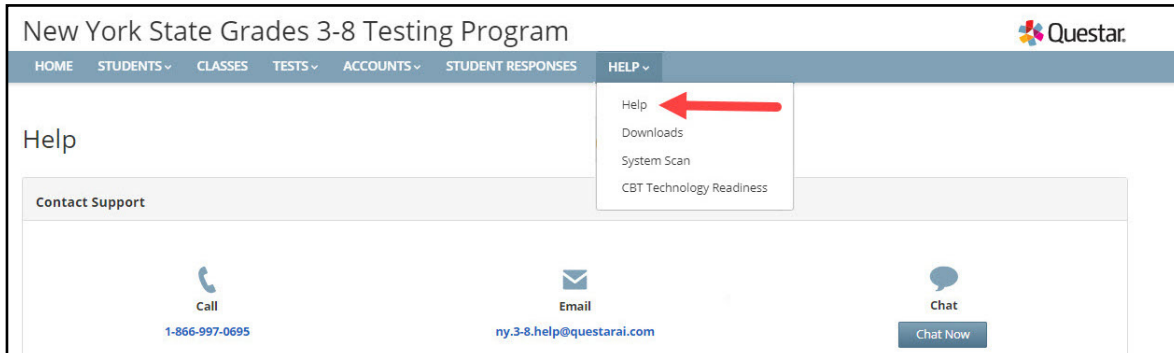 New York State Grades 3-8 Testing Program
Questar.
HOME STUDENTS CLASSES TESTS ACCOUNTS STUDENT RESPONSES HELP
Help
Downloads
System Scan
CBT Technology Readiness
Help
Contact Support
Call
1-866-997-0695
Email
ny.3-8.help@questarai.com
Chat
Chat Now